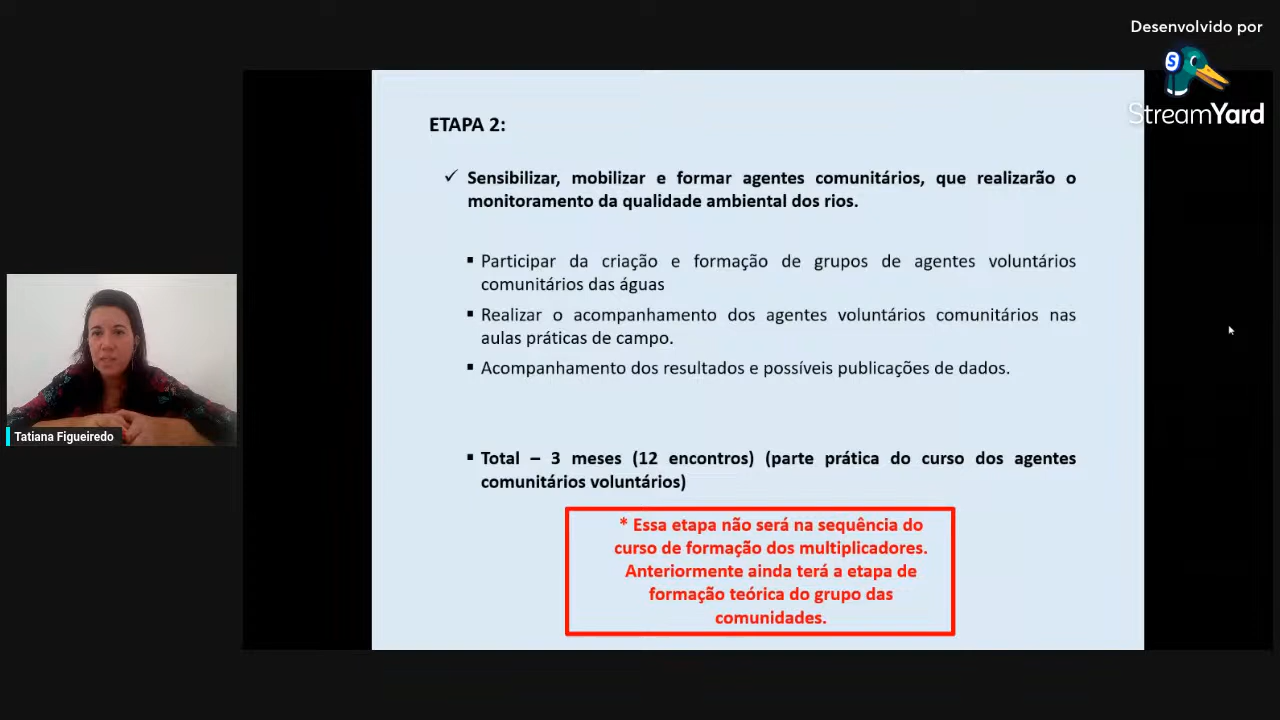 Desenvolvido por
S
StreamYard
ETAPA 2:
✓ Sensibilizar, mobilizar e formar agentes comunitários, que realizarão o
monitoramento da qualidade ambiental dos rios.
▪ Participar da criação e formação de grupos de agentes voluntários
comunitários das águas
▪ Realizar o acompanhamento dos agentes voluntários comunitários nas
aulas práticas de campo.
▪ Acompanhamento dos resultados e possíveis publicações de dados.
▪ Total – 3 meses (12 encontros) (parte prática do curso dos agentes
comunitários voluntários)
* Essa etapa não será na sequência do
curso de formação dos multiplicadores.
Anteriormente ainda terá a etapa de
formação teórica do grupo das
comunidades.
Tatiana Figueiredo